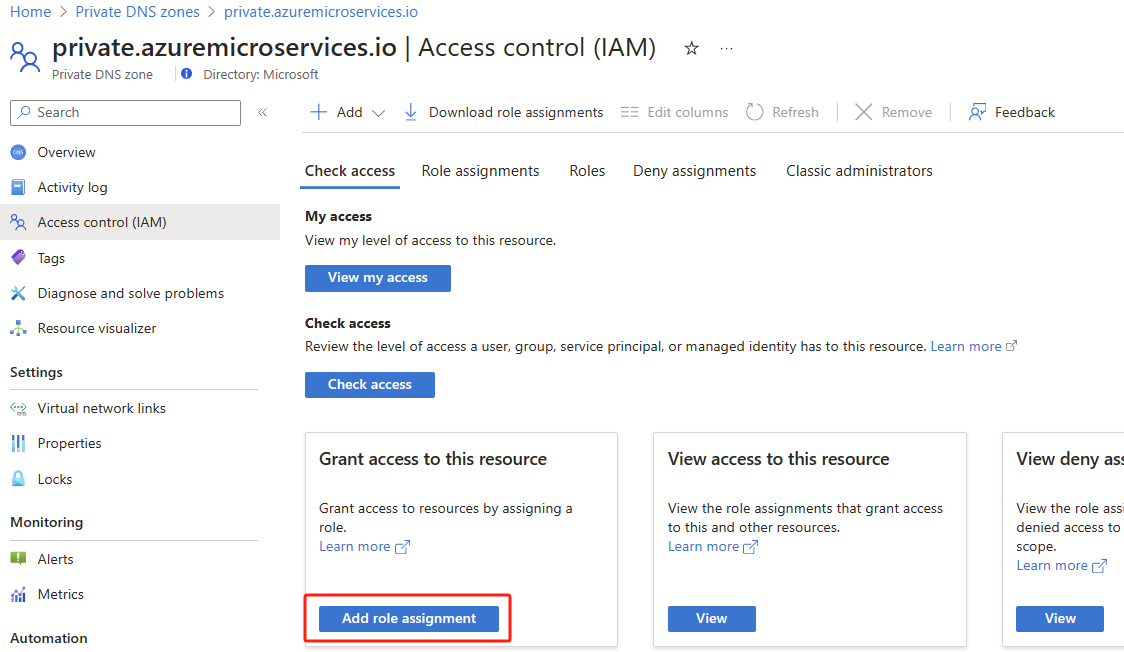 Home > Private DNS zones > private.azuremicroservices.io
private.azuremicroservices.io | Access control (IAM)
Private DNS zone
Directory: Microsoft
Search
Overview
Activity log
Access control (IAM)
Tags
Diagnose and solve problems
Resource visualizer
Settings
Virtual network links
Properties
Locks
Monitoring
Alerts
Metrics
Automation
Add
Download role assignments
Edit columns
Refresh
Remove
Feedback
Check access
Role assignments
Roles
Deny assignments
Classic administrators
My access
View my level of access to this resource.
View my access
Check access
Review the level of access a user, group, service principal, or managed identity has to this resource. Learn more
Check access
Grant access to this resource
Grant access to resources by assigning a
role.
Learn more
Add role assignment
View access to this resource
View the role assignments that grant access
to this and other resources.
Learn more
View
View deny ass
View the role assi
denied access to
scope.
Learn more
View